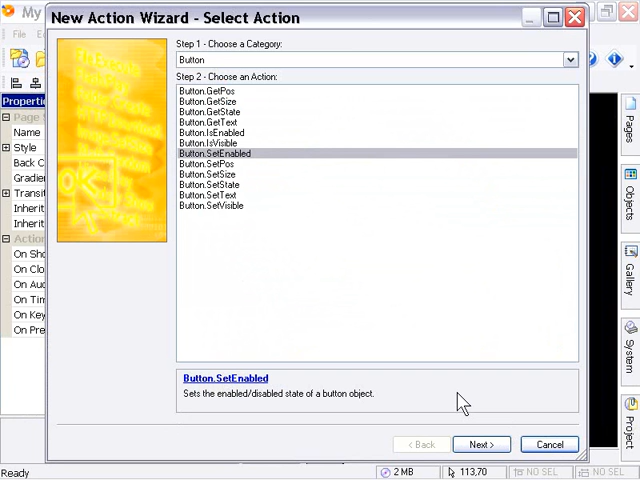 My
New Action Wizard - Select Action
File
Step 1 - Choose a Category:
Button
Step 2 - Choose an Action:
Button.GetPos
Button.GetSize
Button.GetState
Button.GetText
Button.IsEnabled
Button.IsVisible
Button.SetEnabled
Button.SetPos
Button.SetSize
Button.SetState
Button.SetText
Button.SetVisible
Button.SetEnabled
Sets the enabled/disabled state of a button object.
< Back
Next >
Cancel
Properti
Name
Style
Back C
Gradien
Transit
Inherit
Inherit
Action
On Sho
On Clo
On Au
On Tim
On Key
On Pre
Pages
Objects
Gallery
System
Project
Ready
2 MB
113,70
NO SEL
NO SEL